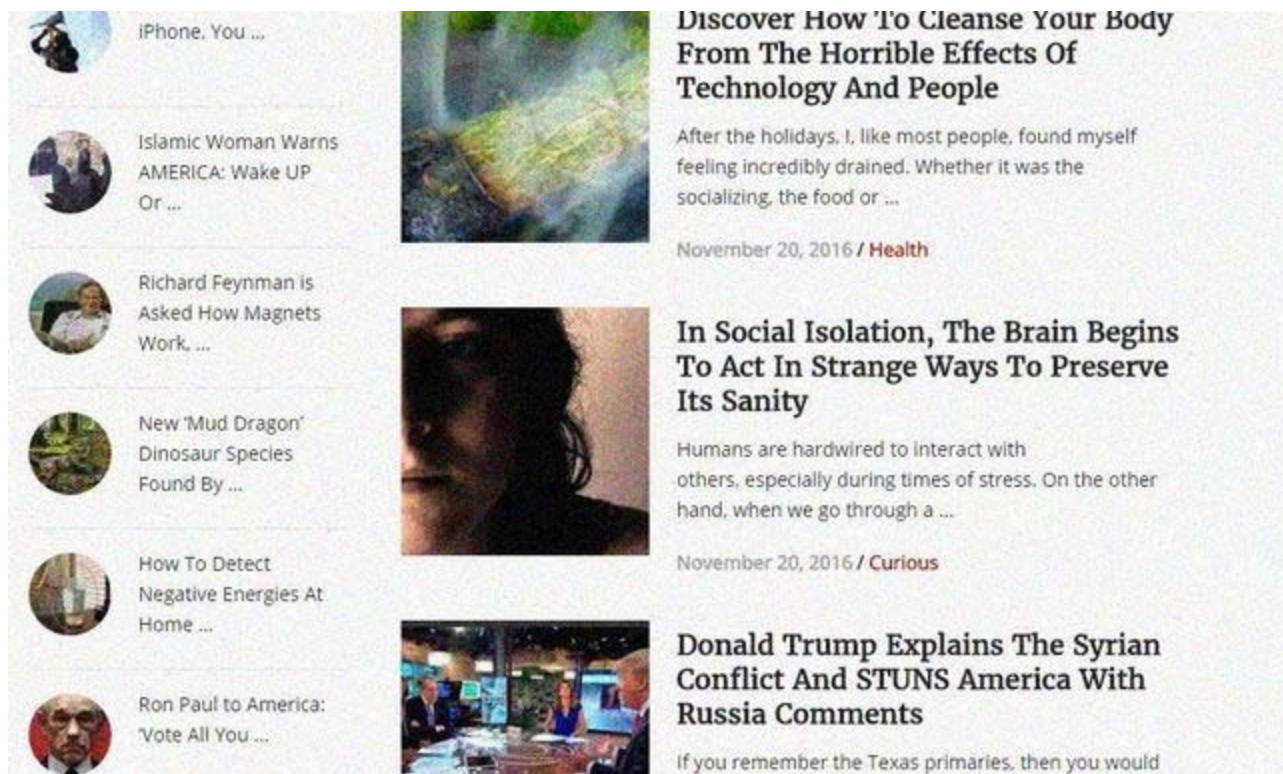 iPhone. You ...
Islamic Woman Warns
AMERICA: Wake UP
Or ...
Richard Feynman is
Asked How Magnets
Work, ...
New ‘Mud Dragon’
Dinosaur Species
Found By ...
How To Detect
Negative Energies At
Home ...
Ron Paul to America:
‘Vote All You ...
Discover How To Cleanse Your Body
From The Horrible Effects Of
Technology And People
After the holidays, I, like most people, found myself
feeling incredibly drained. Whether it was the
socializing, the food or ...
November 20, 2016 / Health
In Social Isolation, The Brain Begins
To Act In Strange Ways To Preserve
Its Sanity
Humans are hardwired to interact with
others, especially during times of stress. On the other
hand, when we go through a ...
November 20, 2016 / Curious
Donald Trump Explains The Syrian
Conflict And STUNS America With
Russia Comments
If you remember the Texas primaries, then you would